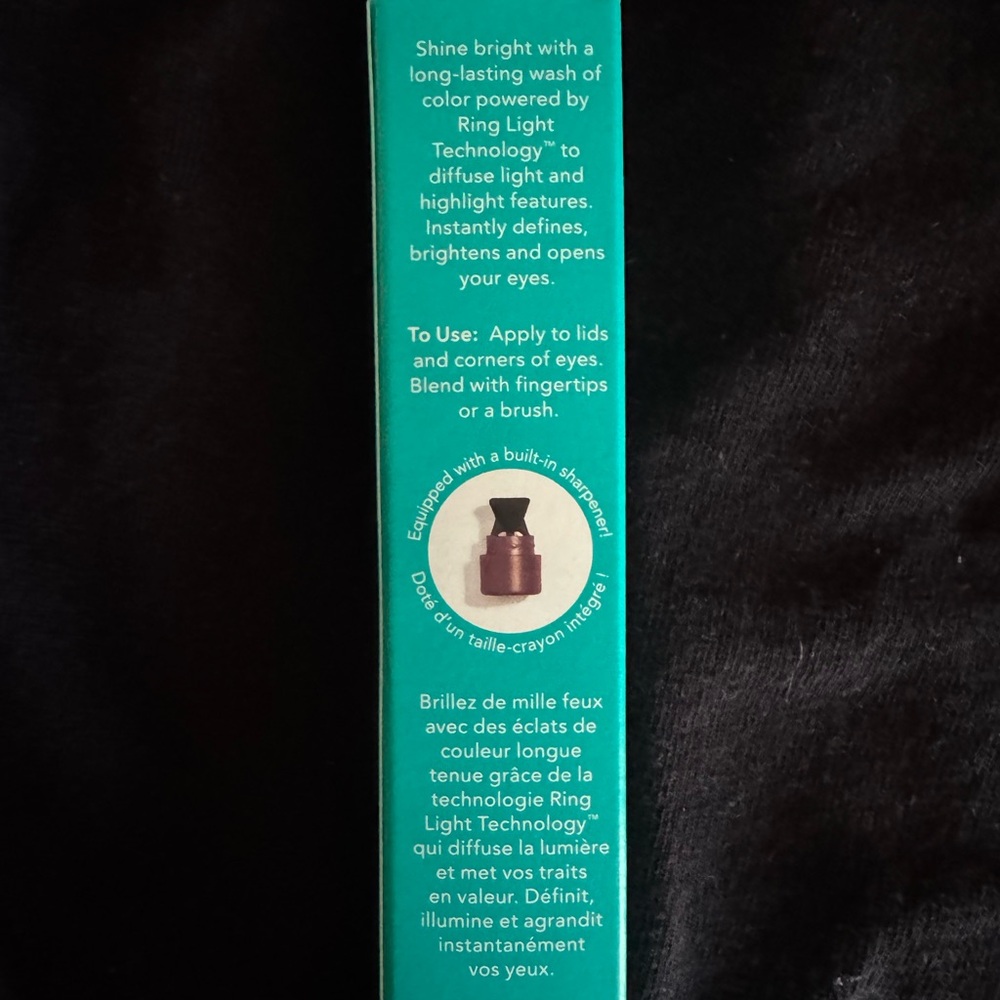 Shine bright with a
long-lasting wash of
color powered by
Ring Light
Technology™ to
diffuse light and
highlight features.
Instantly defines,
brightens and opens
your eyes.
To Use: Apply to lids
and corners of eyes.
Blend with fingertips
or a brush.
Equipped with a built-in sharpener!
Doté d'un taille-crayon intégré !
Brillez de mille feux
avec des éclats de
couleur longue
tenue grâce de la
technologie Ring
Light Technology™
qui diffuse la lumière
et met vos traits
en valeur. Définit,
illumine et agrandit
instantanément
vos yeux.